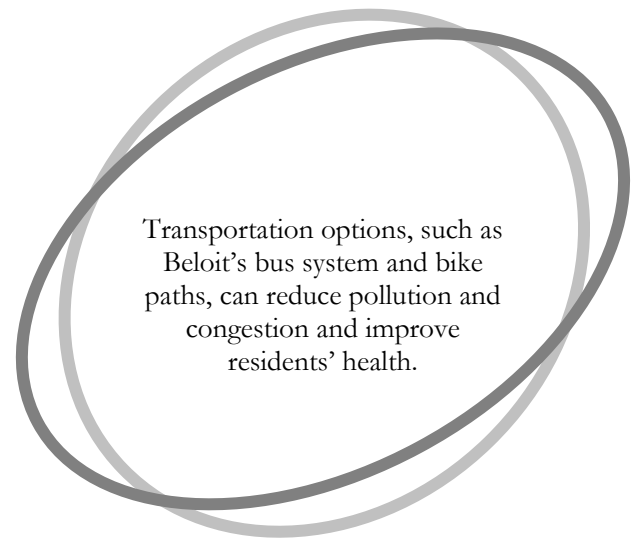 Transportation options, such as
Beloit’s bus system and bike
paths, can reduce pollution and
congestion and improve
residents’ health.